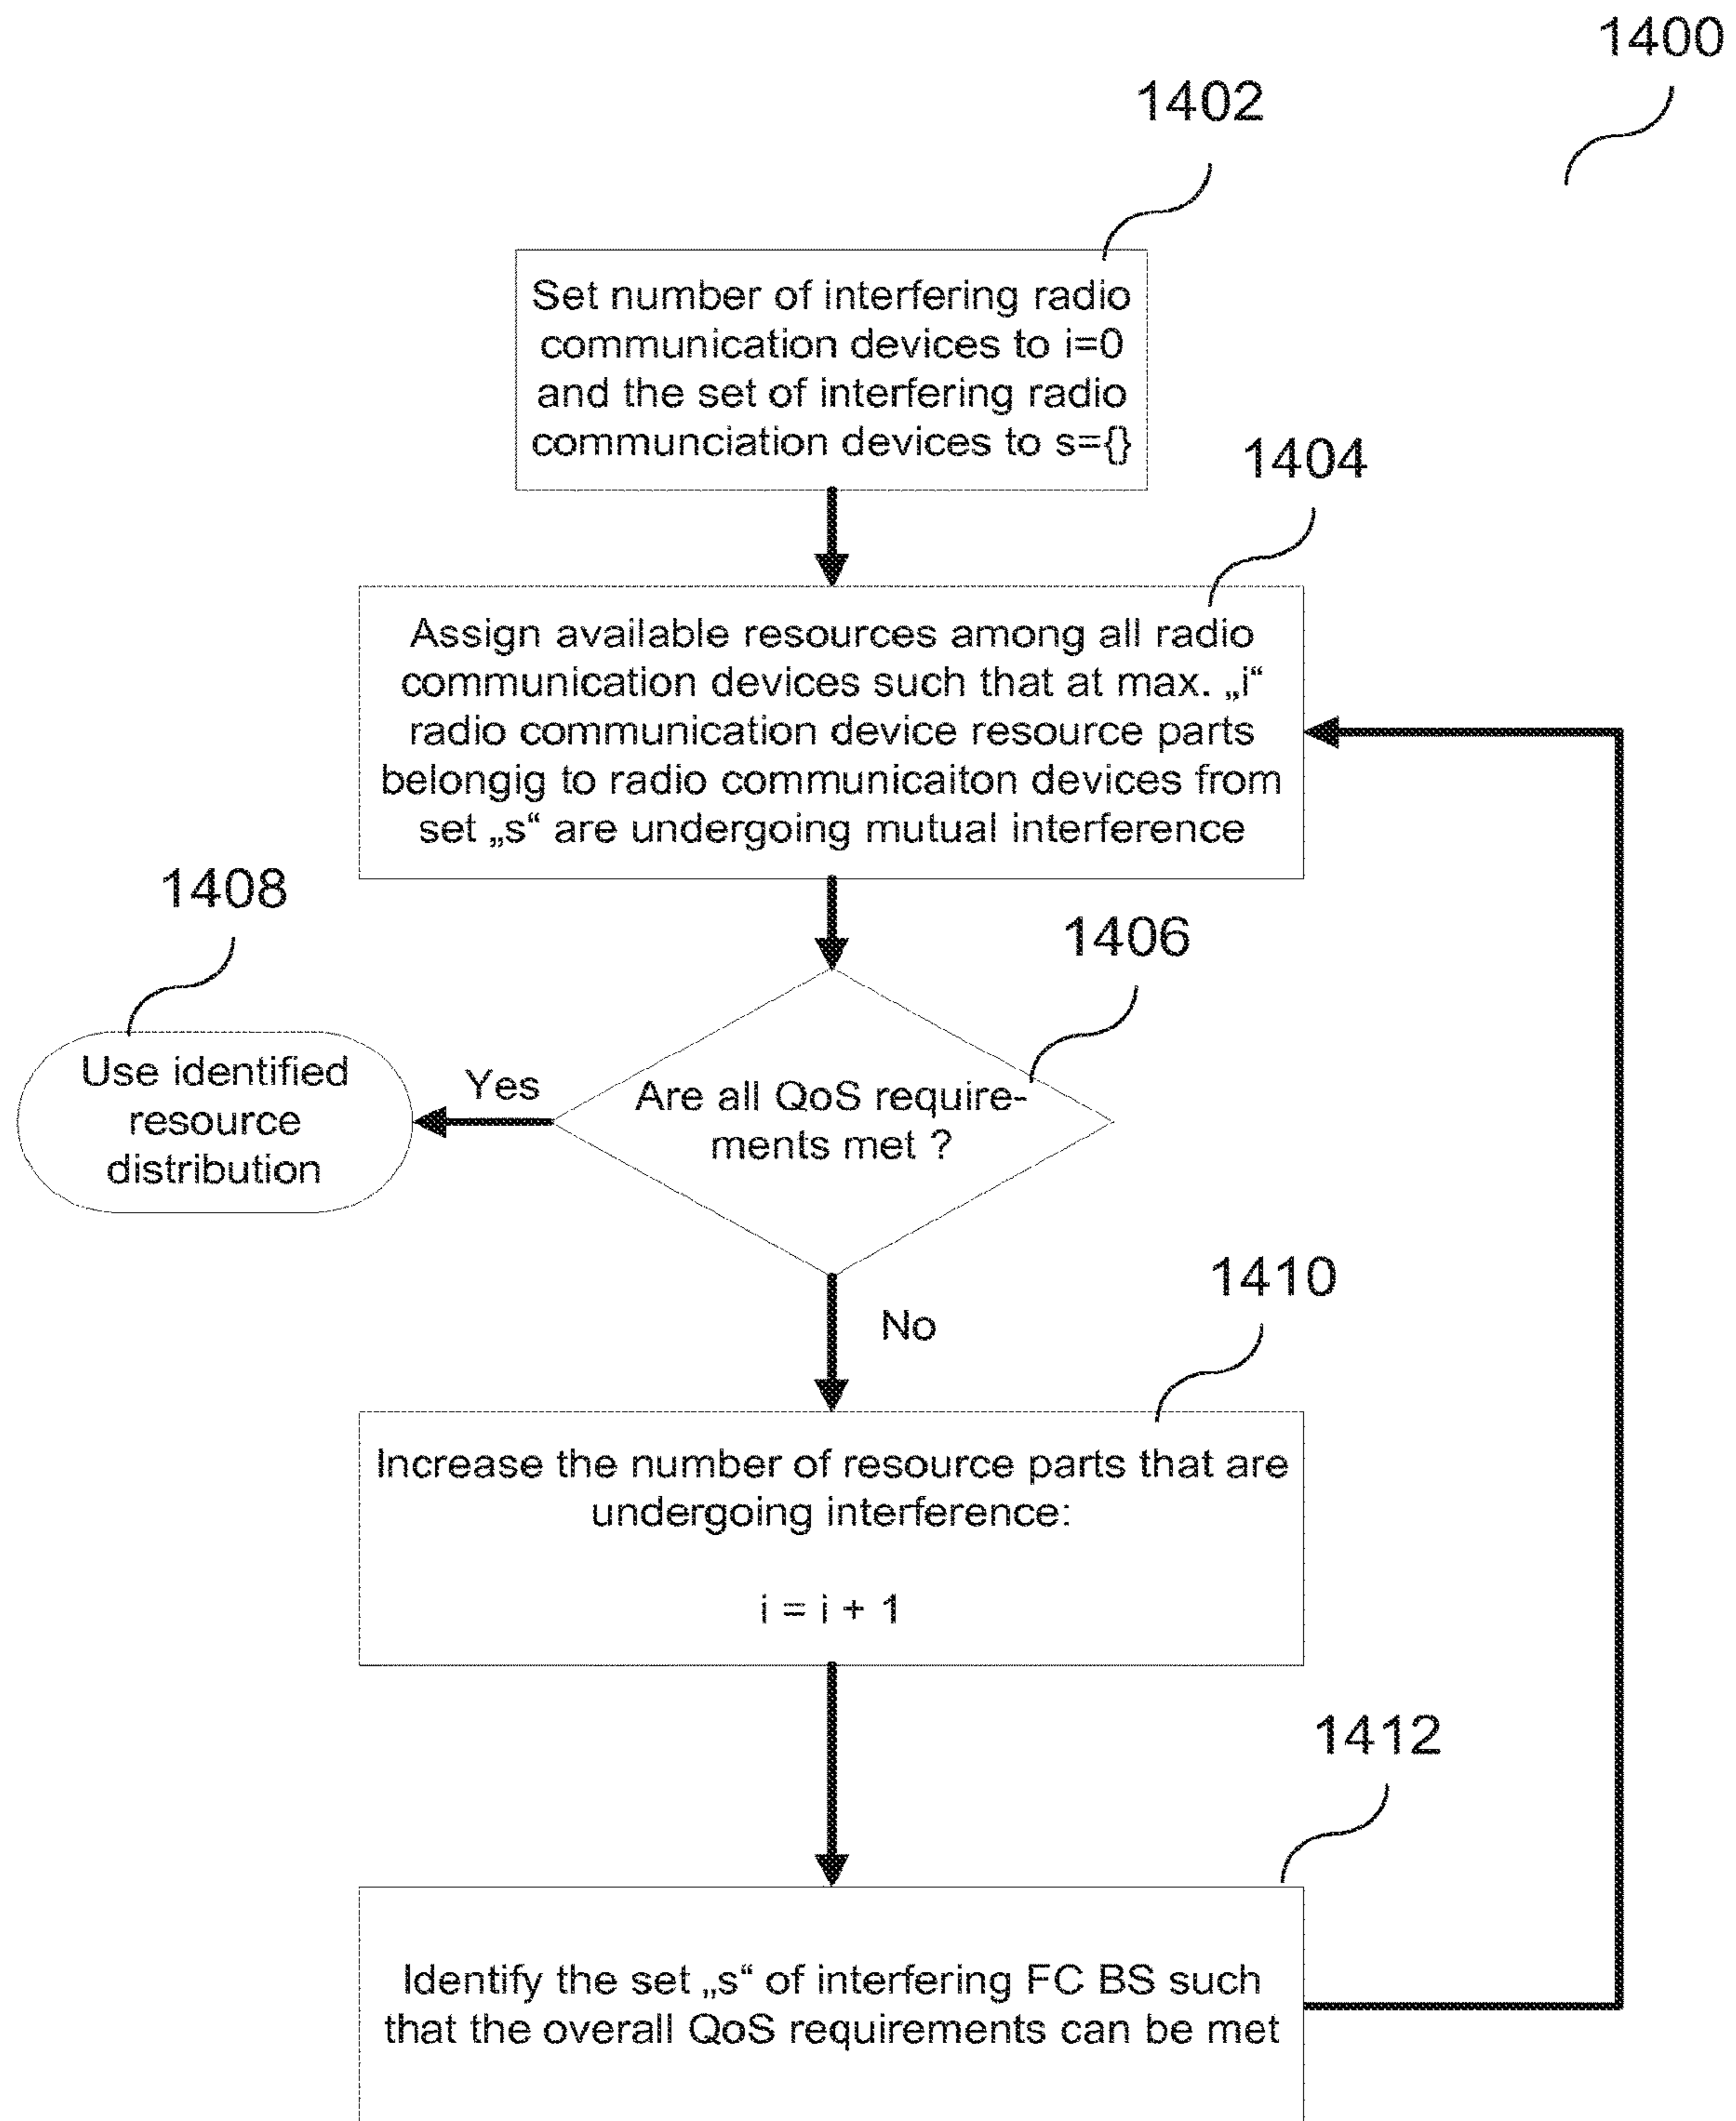 1400
1402
Set number of interfering radio
communication devices to i=0
and the set of interfering radio
communciation devices to s={}
1404
Assign available resources among all radio
communication devices such that at max. „i“
radio communication device resource parts
belongig to radio communicaiton devices from
set „s“ are undergoing mutual interference
1408
1406
Use identified
resource
distribution
Yes
Are all QoS require-
ments met ?
No
1410
Increase the number of resource parts that are
undergoing interference:
i = i + 1
1412
Identify the set „s“ of interfering FC BS such
that the overall QoS requirements can be met